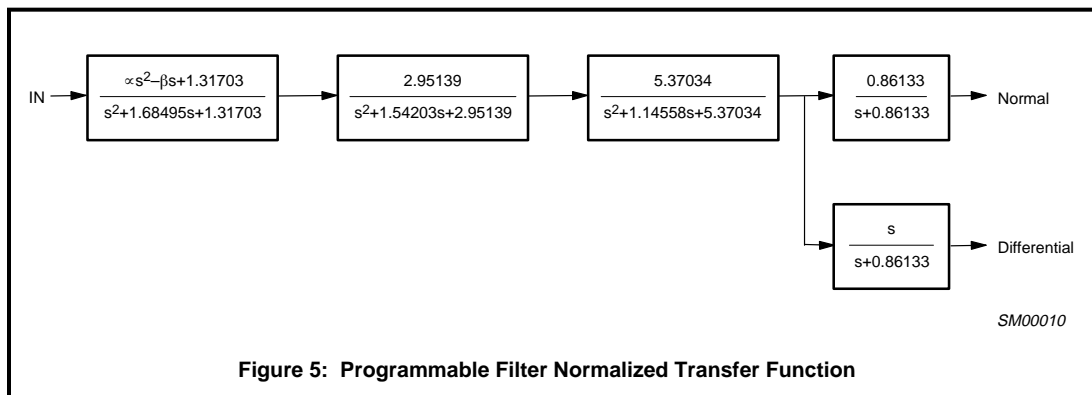 IN
∝s²–βs+1.31703
s²+1.68495s+1.31703
2.95139
s²+1.54203s+2.95139
5.37034
s²+1.14558s+5.37034
0.86133
s+0.86133
Normal
s
s+0.86133
Differential
SM00010
Figure 5: Programmable Filter Normalized Transfer Function